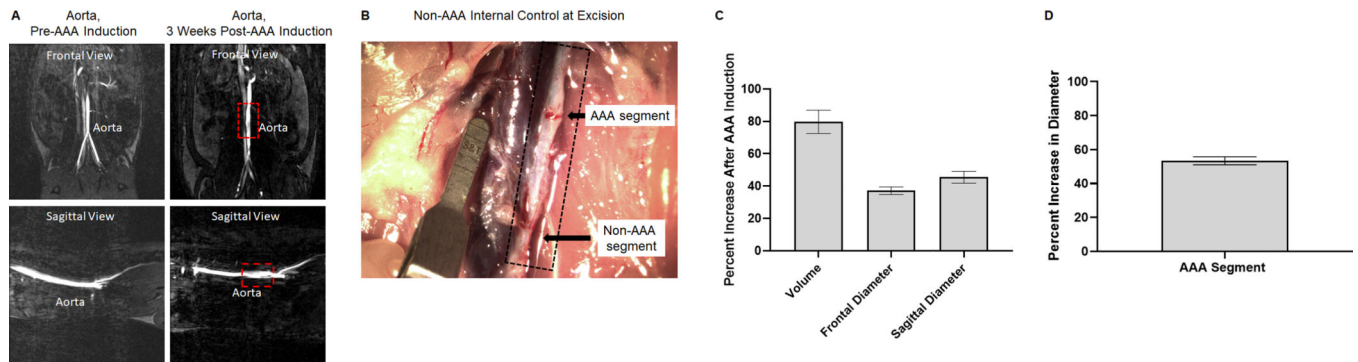 A
Aorta,
Pre-AAA Induction
Aorta,
3 Weeks Post-AAA Induction
Frontal View
Aorta
Frontal View
Aorta
Sagittal View
Aorta
Sagittal View
Aorta
B
Non-AAA Internal Control at Excision
S&T
AAA segment
Non-AAA
segment
C
Percent Increase After AAA Induction
100
80
60
40
20
0
Volume
Frontal Diameter
Sagittal Diameter
D
Percent Increase in Diameter
100
80
60
40
20
0
AAA Segment